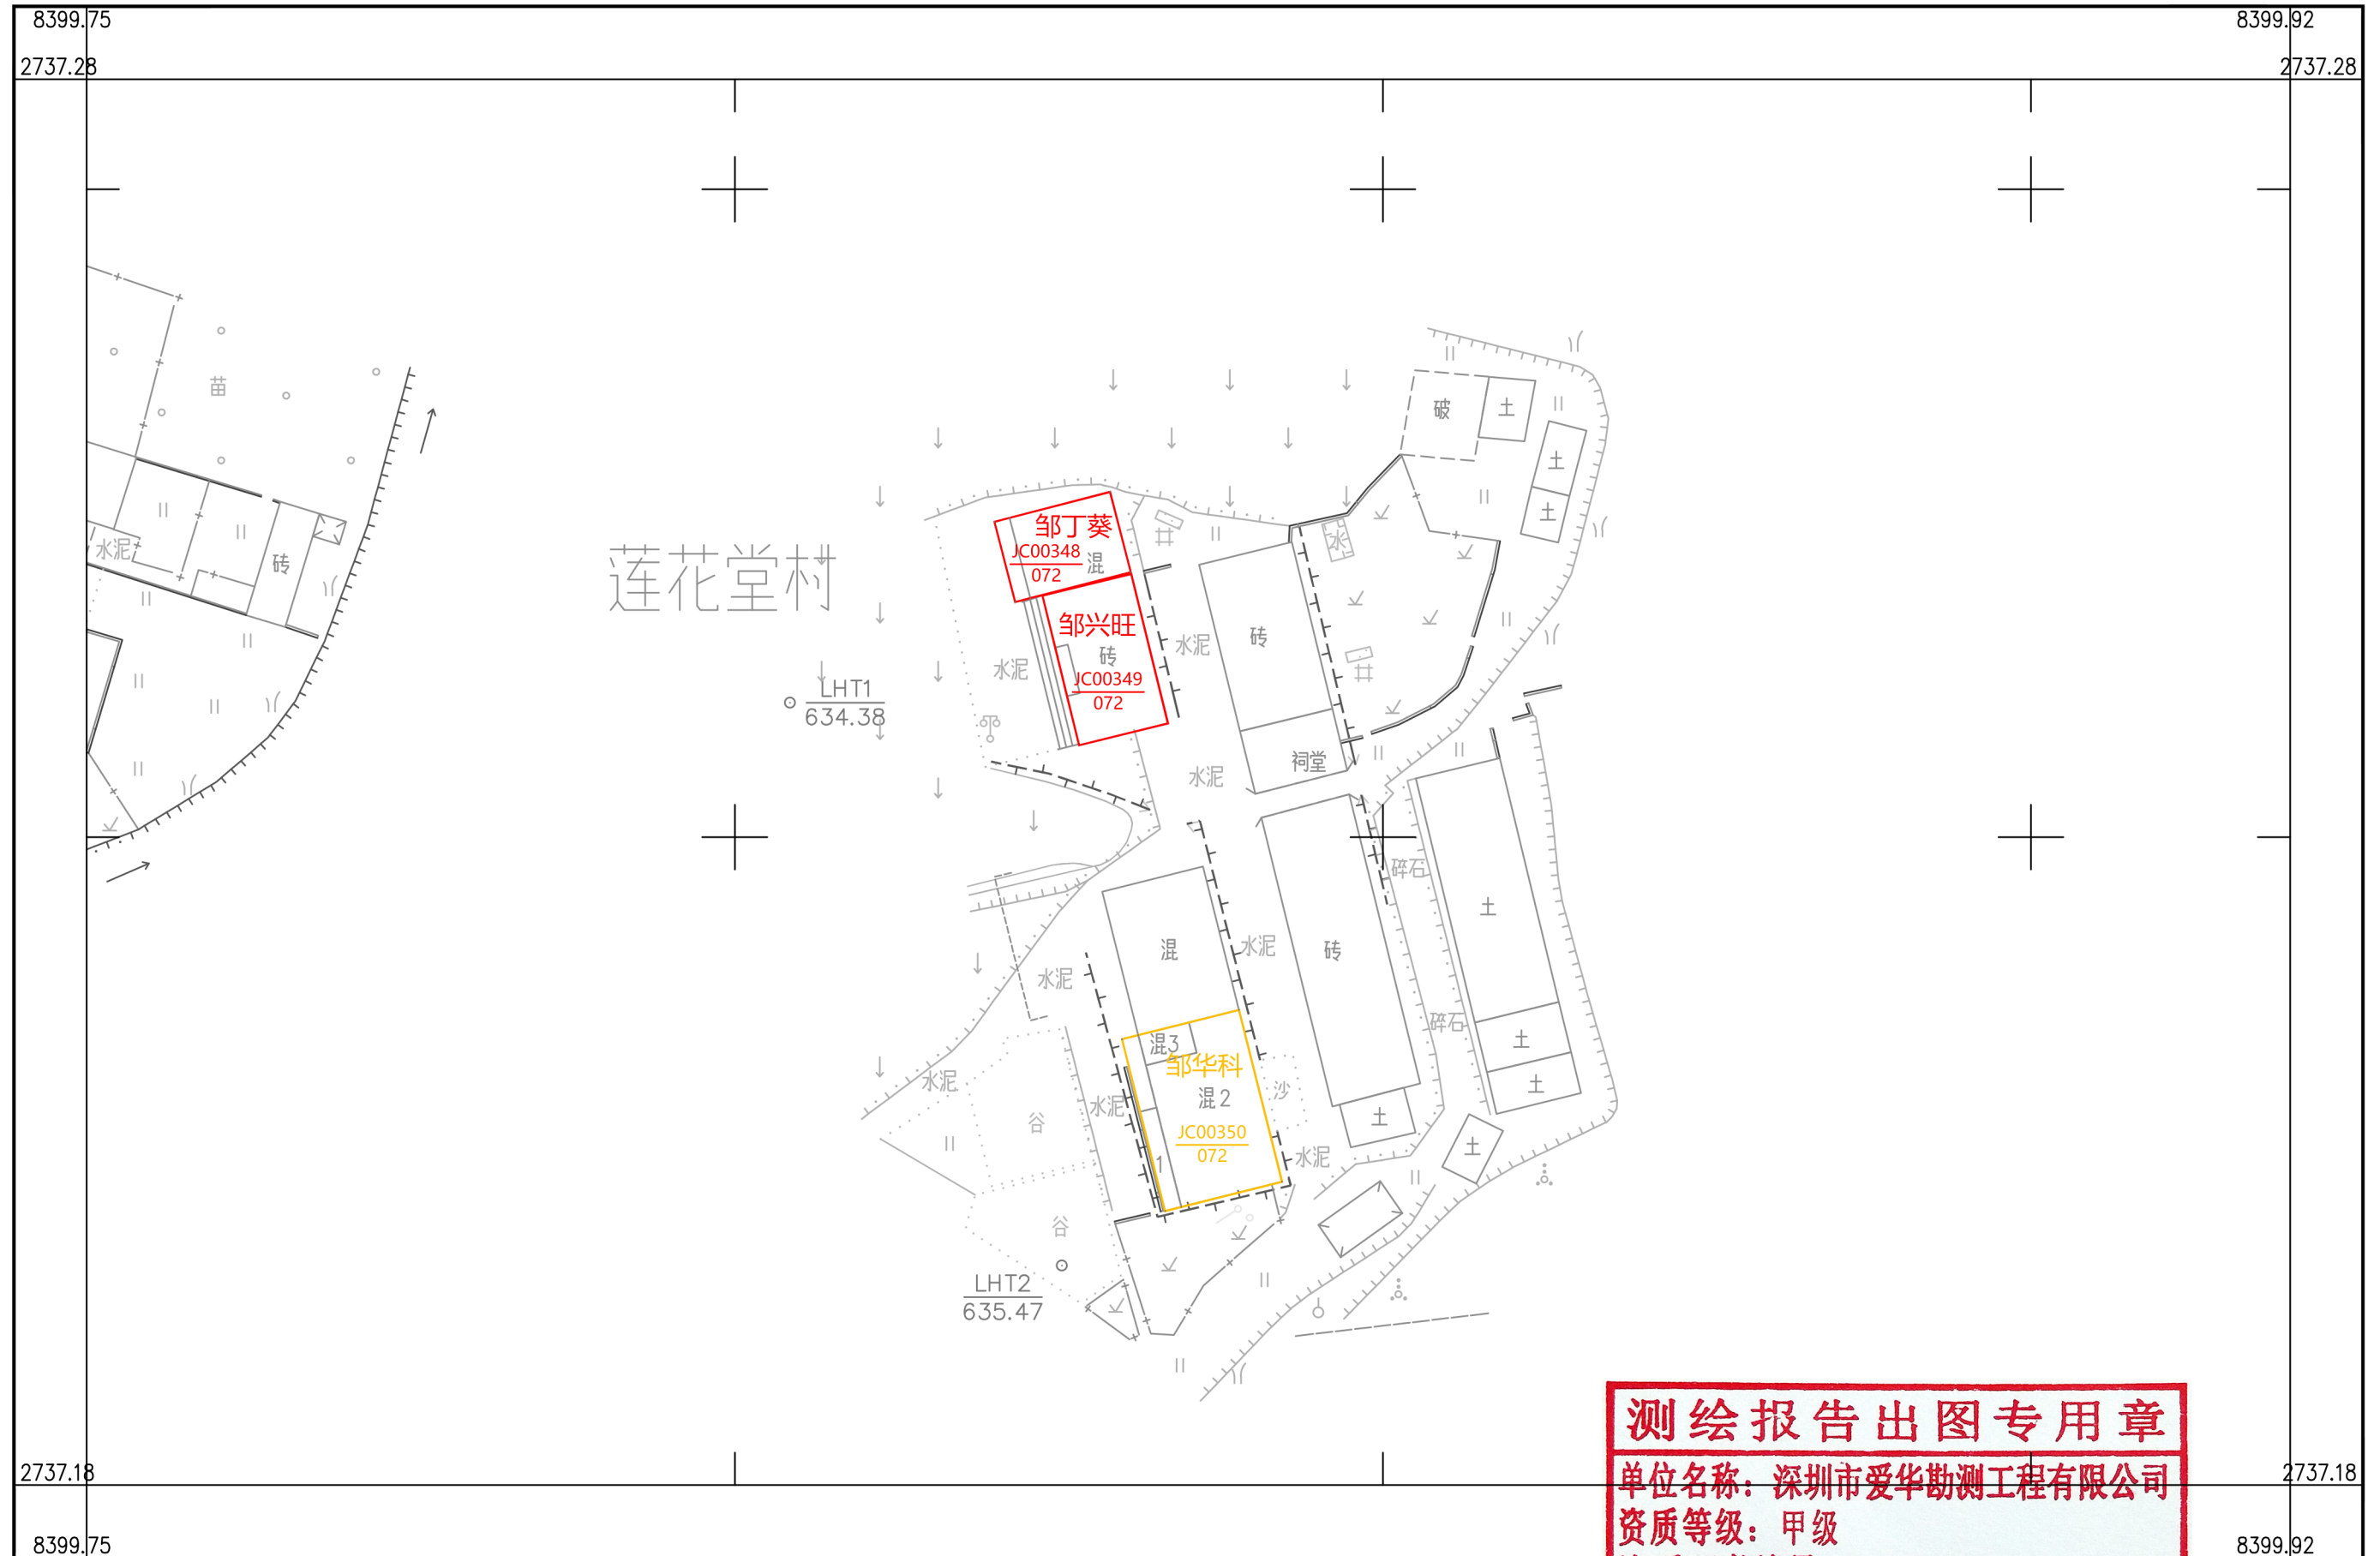 8399.75
8399.92
2737.28
2737.28
破
土
苗
土
土
邹丁葵
JC00348
混
072
井
水
水泥
砖
莲花堂村
邹兴旺
砖
JC00349
072
水泥
水泥
砖
井
LHT1
634.38
祠堂
水泥
碎石
土
混
水泥
砖
水泥
碎石
土
混3
邹华科
混2
JC00350
072
1
沙
水泥
水泥
谷
土
土
土
水泥
谷
LHT2
635.47
测绘报告出图专用章
单位名称：深圳市爱华勘测工程有限公司
资质等级：甲级
2737.18
2737.18
8399.75
8399.92